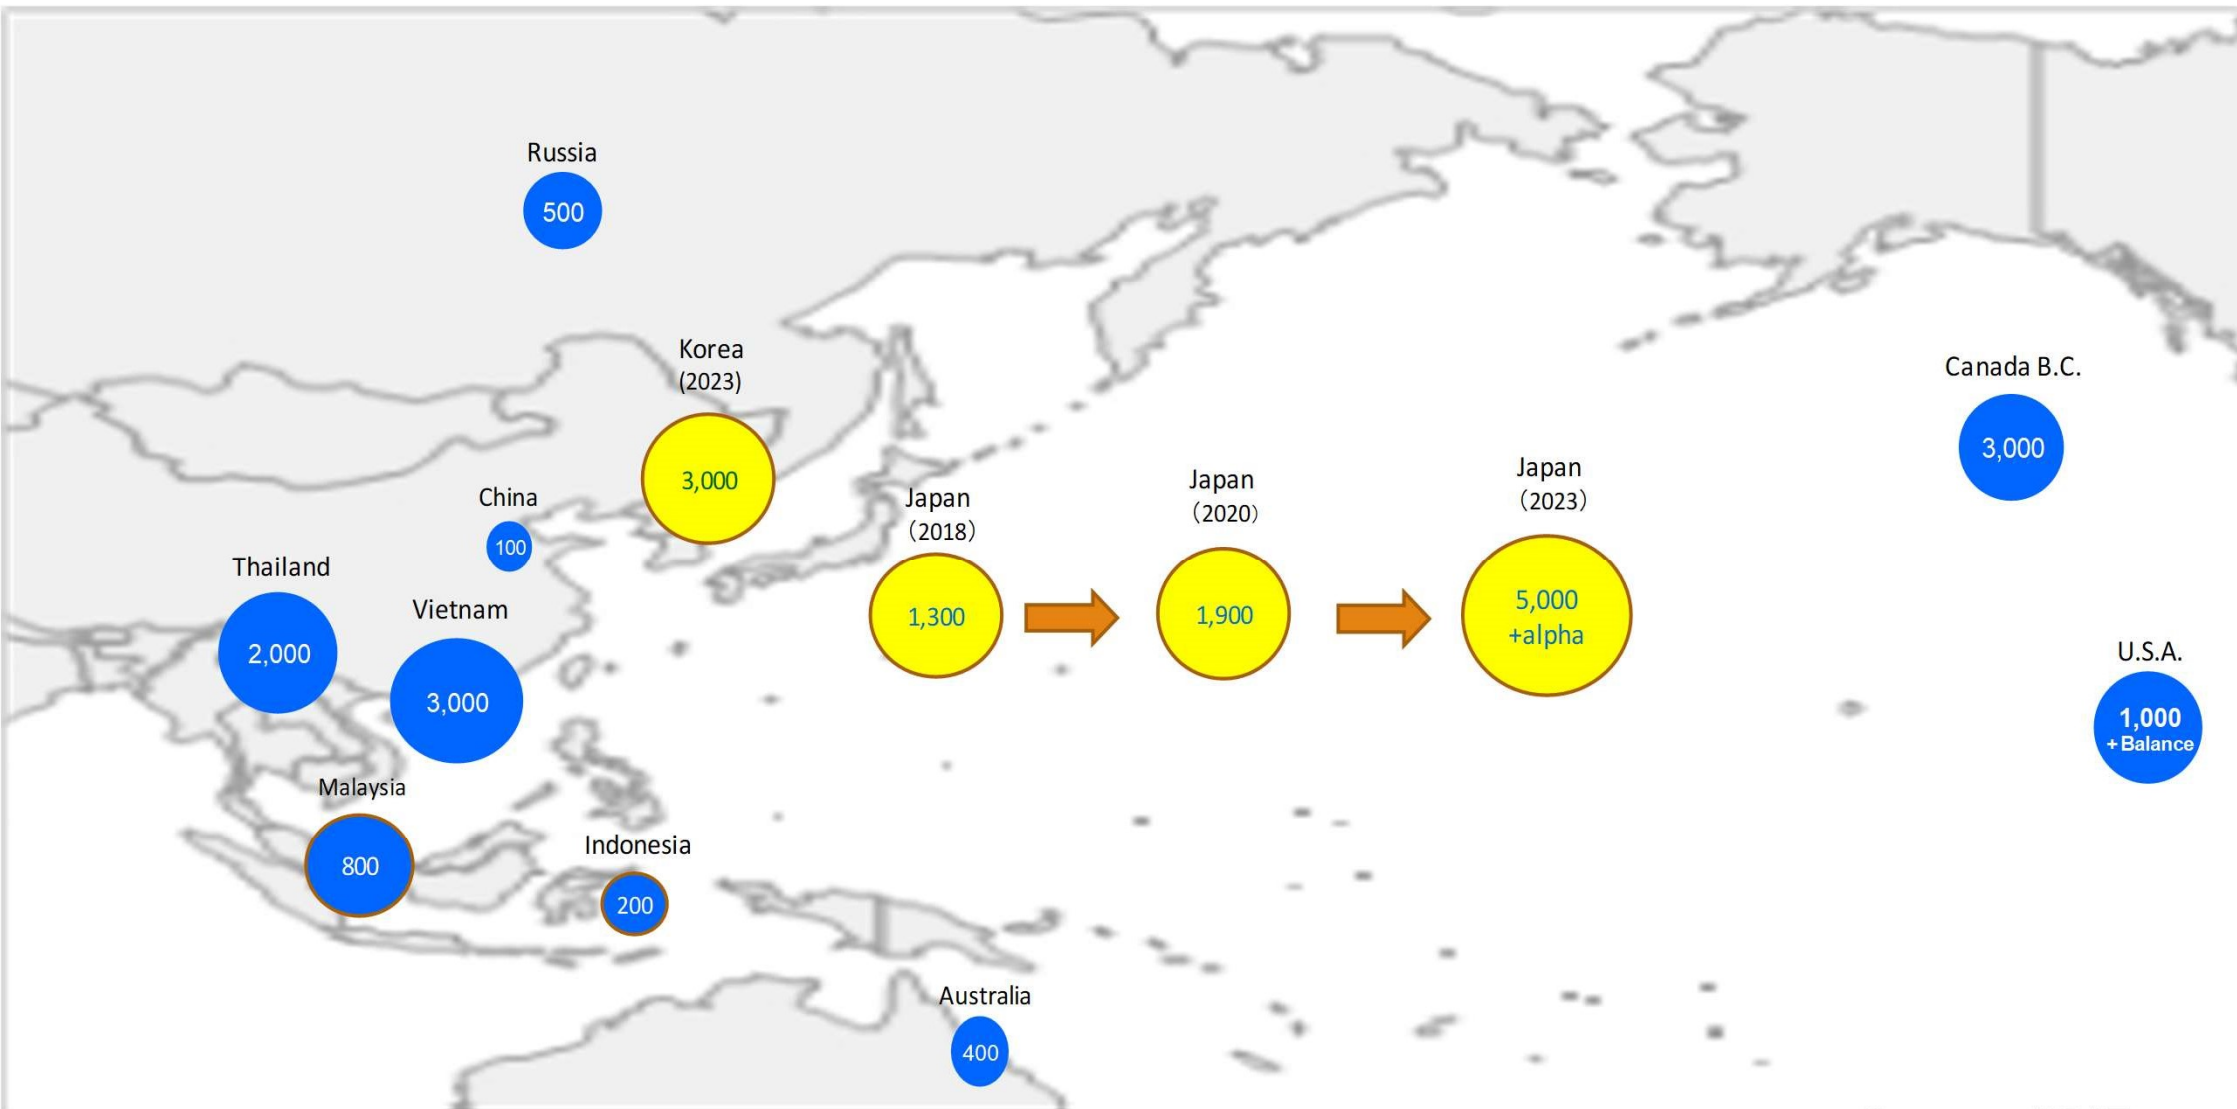 Russia
500
Korea
(2023)
3,000
China
100
Thailand
2,000
Vietnam
3,000
Malaysia
800
Indonesia
200
Australia
400
Japan
（2018）
1,300
Japan
（2020）
1,900
Japan
（2023）
5,000
+alpha
Canada B.C.
3,000
U.S.A.
1,000
+Balance